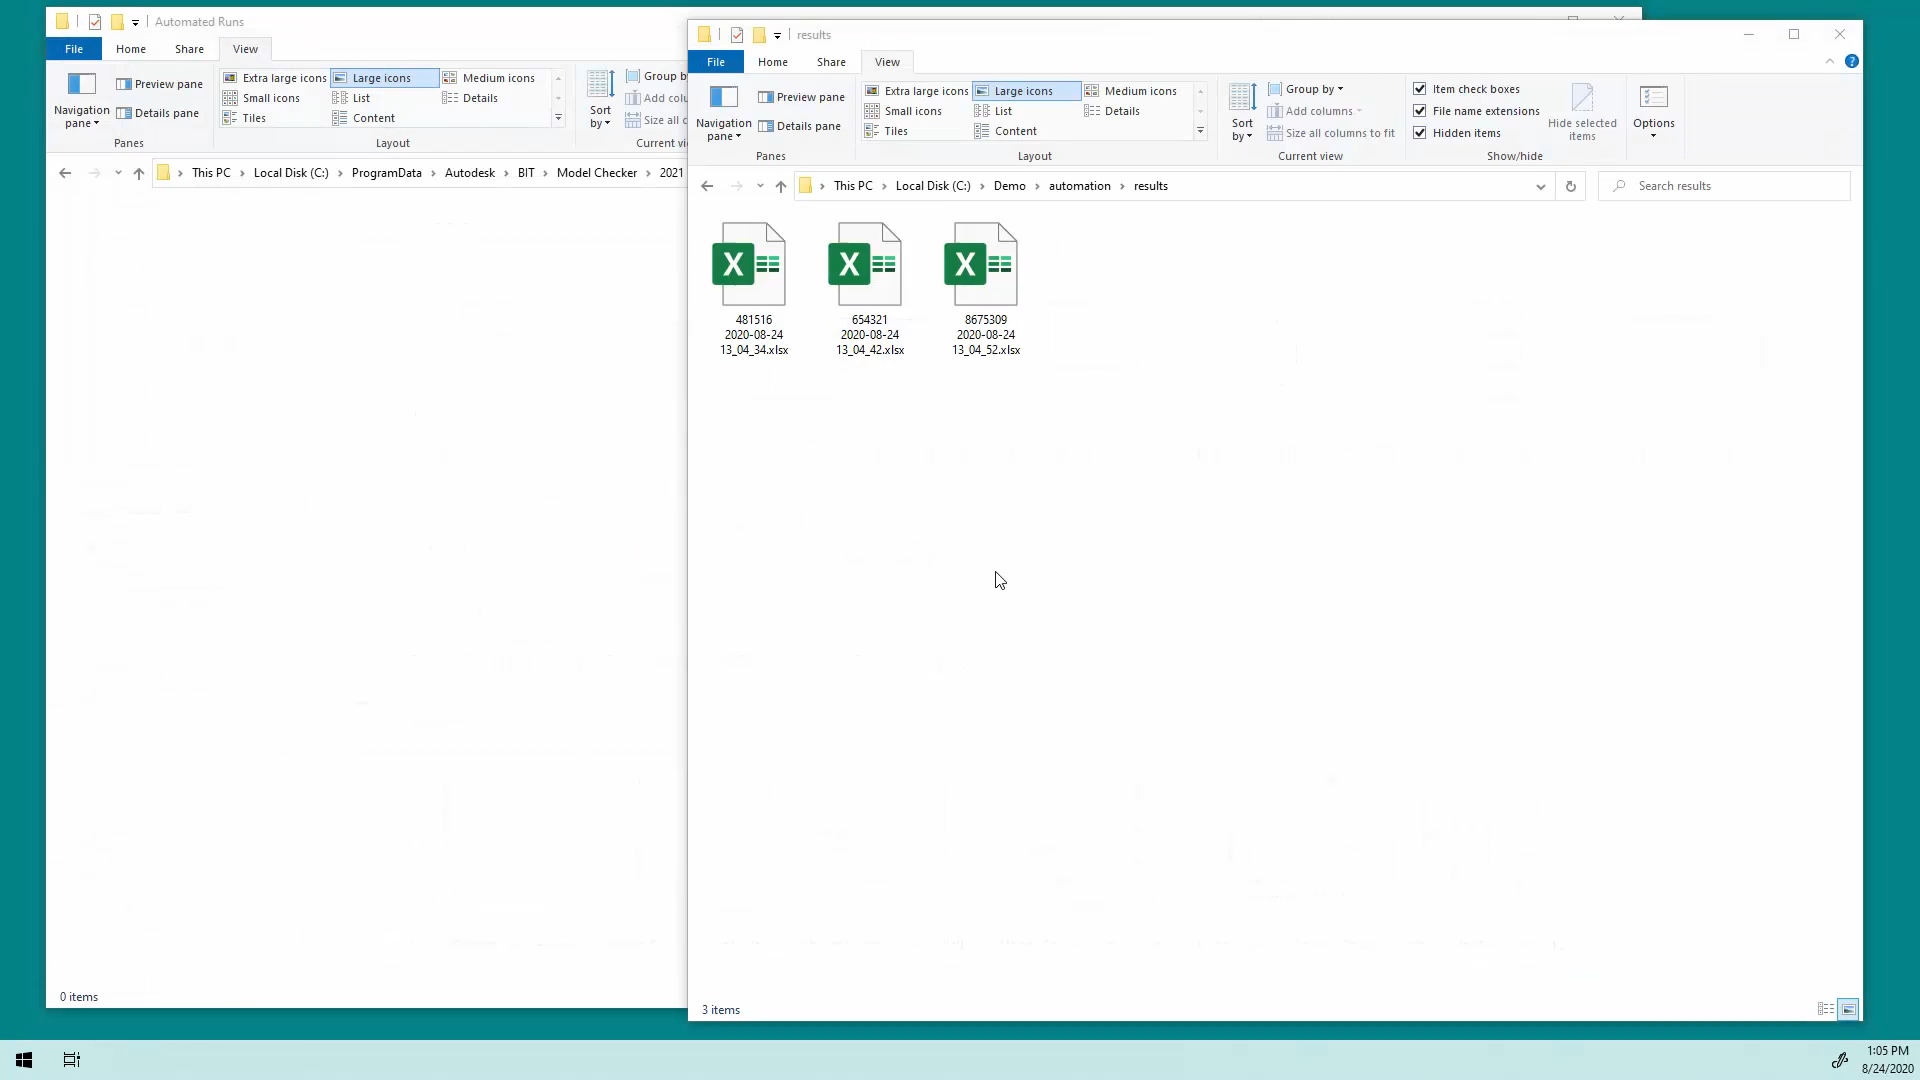 Automated Runs
File Home Share View
Navigation pane
Preview pane
Details pane
Panes
Extra large icons Large icons Medium icons
Small icons List Details
Tiles Content
Layout
Sort by
Group by
Add colu
Size all c
Current vi
This PC Local Disk (C:) ProgramData Autodesk BIT Model Checker 2021
0 items
results
File Home Share View
Navigation pane
Preview pane
Details pane
Panes
Extra large icons Large icons Medium icons
Small icons List Details
Tiles Content
Layout
Sort by
Group by
Add columns
Size all columns to fit
Current view
Item check boxes
File name extensions
Hidden items
Hide selected items
Show/hide
Options
?
This PC Local Disk (C:) Demo automation results
Search results
X X X
481516
2020-08-24
13_04_34.xlsx
654321
2020-08-24
13_04_42.xlsx
8675309
2020-08-24
13_04_52.xlsx
3 items
1:05 PM
8/24/2020